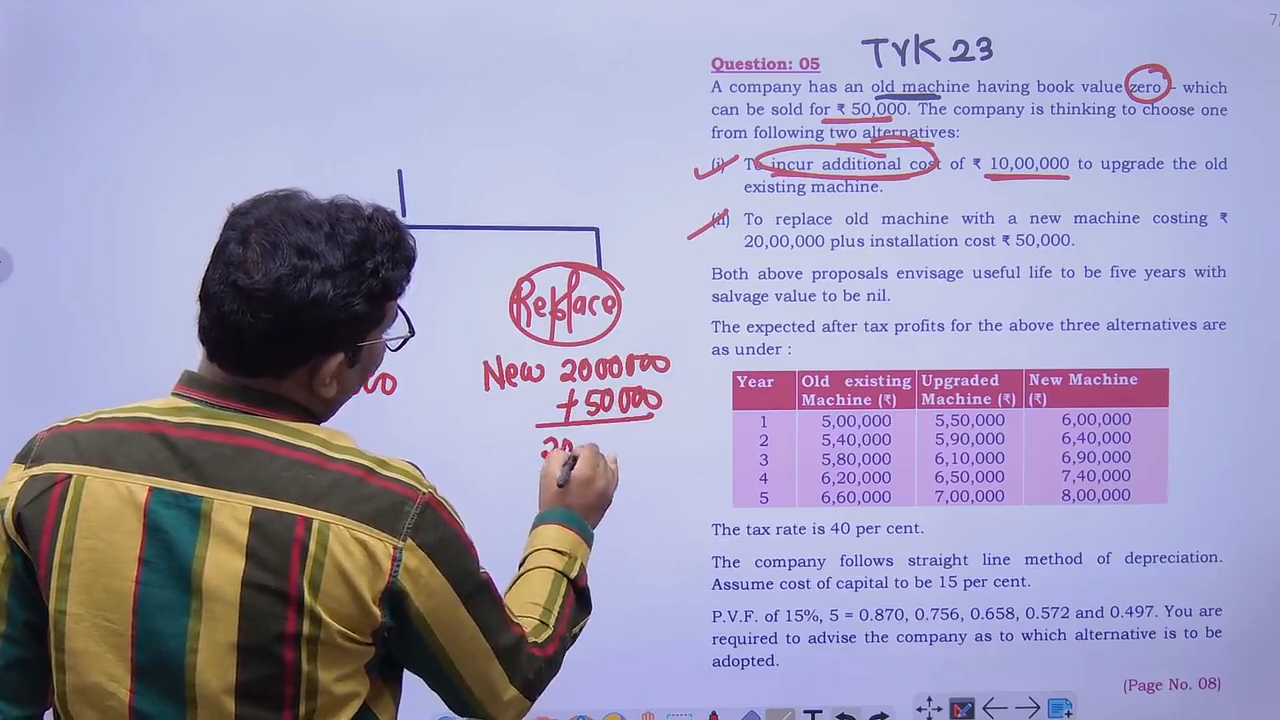 TYK 23
Question: 05
A company has an old machine having book value zero – which
can be sold for ₹ 50,000. The company is thinking to choose one
from following two alternatives:
(i) To incur additional cost of ₹ 10,00,000 to upgrade the old
existing machine.
(ii) To replace old machine with a new machine costing ₹
20,00,000 plus installation cost ₹ 50,000.
Both above proposals envisage useful life to be five years with
salvage value to be nil.
The expected after tax profits for the above three alternatives are
as under :
Year Old existing Machine (₹) Upgraded Machine (₹) New Machine (₹)
1 5,00,000 5,50,000 6,00,000
2 5,40,000 5,90,000 6,40,000
3 5,80,000 6,10,000 6,90,000
4 6,20,000 6,50,000 7,40,000
5 6,60,000 7,00,000 8,00,000
The tax rate is 40 per cent.
The company follows straight line method of depreciation.
Assume cost of capital to be 15 per cent.
P.V.F. of 15%, 5 = 0.870, 0.756, 0.658, 0.572 and 0.497. You are
required to advise the company as to which alternative is to be
adopted.
(Page No. 08)
Replace
New 2000000
+ 50000
20